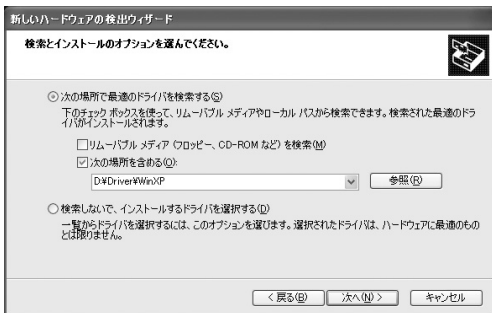 新しいハードウェアの検出ウィザード
検索とインストールのオプションを選んでください。
次の場所で最適のドライバを検索する(S)
下のチェック ボックスを使って、リムーバブル メディアやローカル パスから検索できます。検索された最適のドラ
イバがインストールされます。
リムーバブル メディア (フロッピー、CD-ROM など) を検索(M)
次の場所を含める(O):
D:¥Driver¥WinXP
参照(R)
検索しないで、インストールするドライバを選択する(D)
一覧からドライバを選択するには、このオプションを選びます。選択されたドライバは、ハードウェアに最適のもの
とは限りません。
< 戻る(B) 次へ(N) > キャンセル